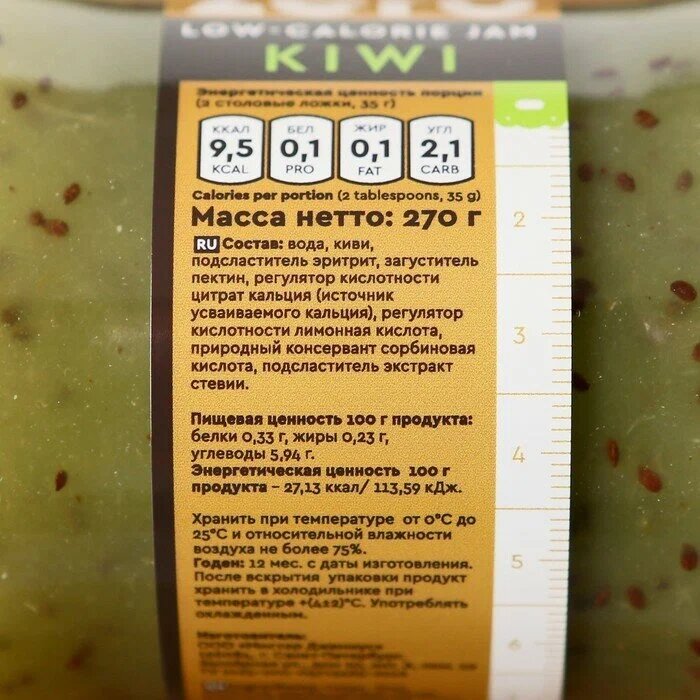 ZERO
LOW-CALORIE JAM
KIWI
Энергетическая ценность порции
(2 столовые ложки, 35 г)
ККАЛ БЕЛ ЖИР УГЛ
9,5 0,1 0,1 2,1
KCAL PRO FAT CARB
Calories per portion (2 tablespoons, 35 g)
Масса нетто: 270 г
RU Состав: вода, киви,
подсластитель эритрит, загуститель
пектин, регулятор кислотности
цитрат кальция (источник
усваиваемого кальция), регулятор
кислотности лимонная кислота,
природный консервант сорбиновая
кислота, подсластитель экстракт
стевии.
Пищевая ценность 100 г продукта:
белки 0,33 г, жиры 0,23 г,
углеводы 5,94 г.
Энергетическая ценность 100 г
продукта – 27,13 ккал/ 113,59 кДж.
Хранить при температуре от 0°С до
25°С и относительной влажности
воздуха не более 75%.
Годен: 12 мес. с даты изготовления.
После вскрытия упаковки продукт
хранить в холодильнике при
температуре +(4±2)°С. Употреблять
охлажденным.
Изготовитель:
2
3
4
5
6